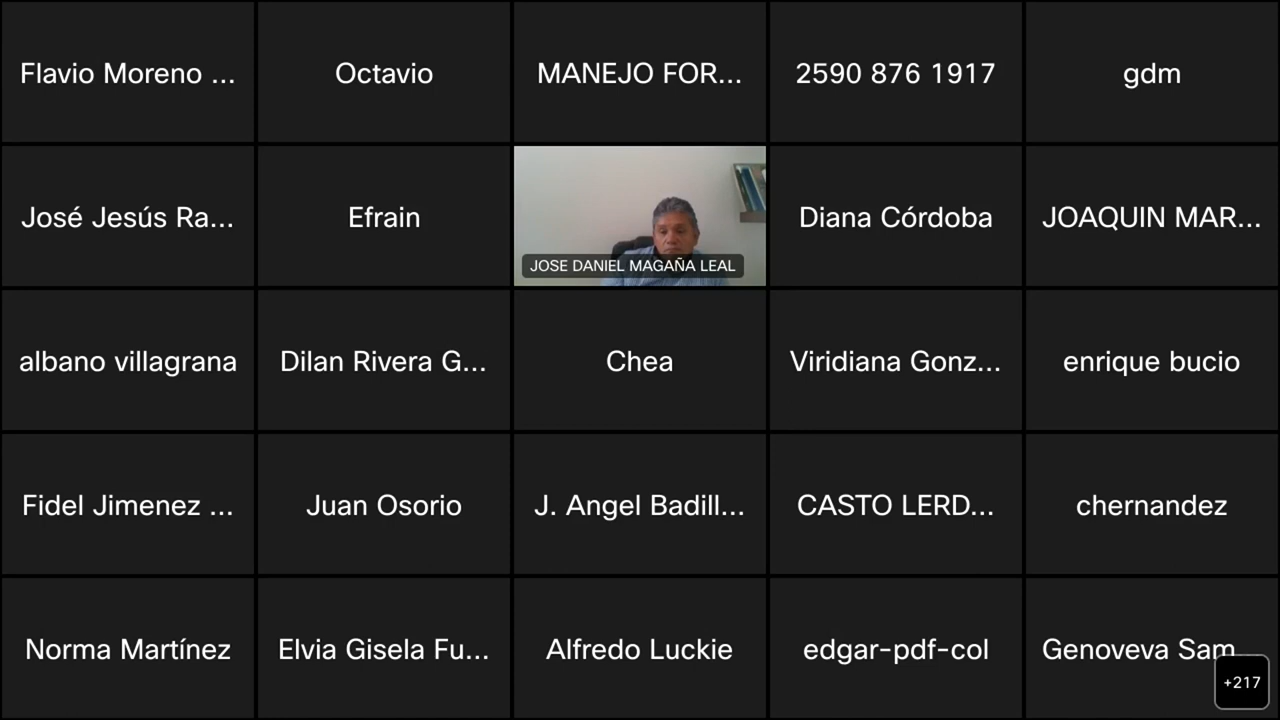 Flavio Moreno ...
Octavio
MANEJO FOR...
2590 876 1917
gdm
José Jesús Ra...
Efrain
JOSE DANIEL MAGAÑA LEAL
Diana Córdoba
JOAQUIN MAR...
albano villagrana
Dilan Rivera G...
Chea
Viridiana Gonz...
enrique bucio
Fidel Jimenez ...
Juan Osorio
J. Angel Badill...
CASTO LERD...
chernandez
Norma Martínez
Elvia Gisela Fu...
Alfredo Luckie
edgar-pdf-col
Genoveva Sam...
+217